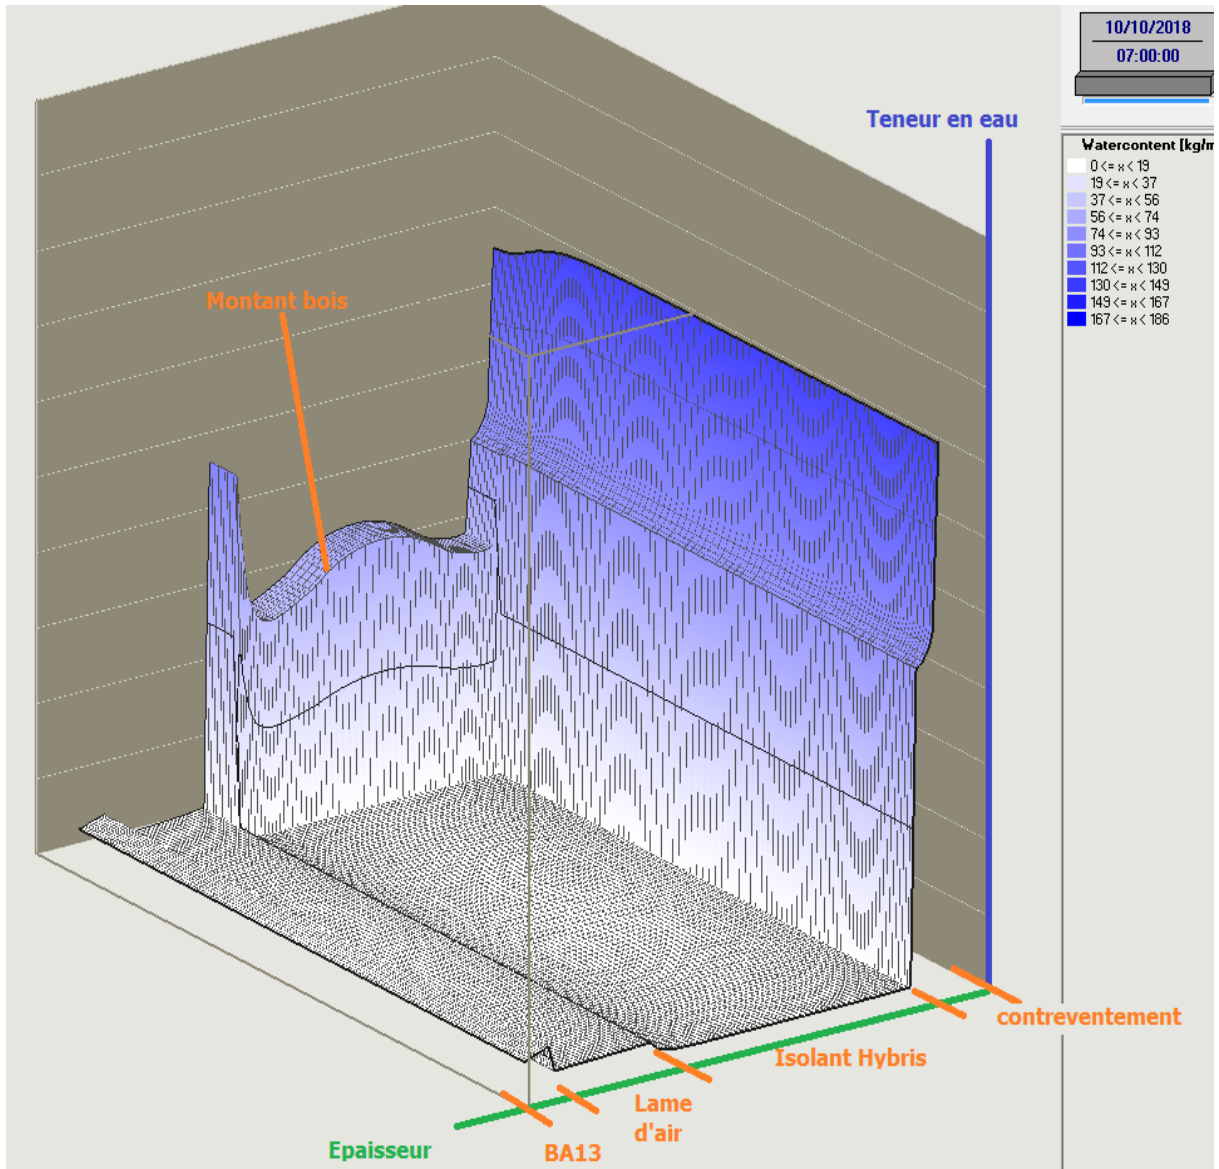 10/10/2018
07:00:00
Teneur en eau
Watercontent [kg/m
0 <= x < 19
19 <= x < 37
37 <= x < 56
56 <= x < 74
74 <= x < 93
93 <= x < 112
112 <= x < 130
130 <= x < 149
149 <= x < 167
167 <= x < 186
Montant bois
contreventement
Isolant Hybris
Lame
d'air
BA13
Epaisseur